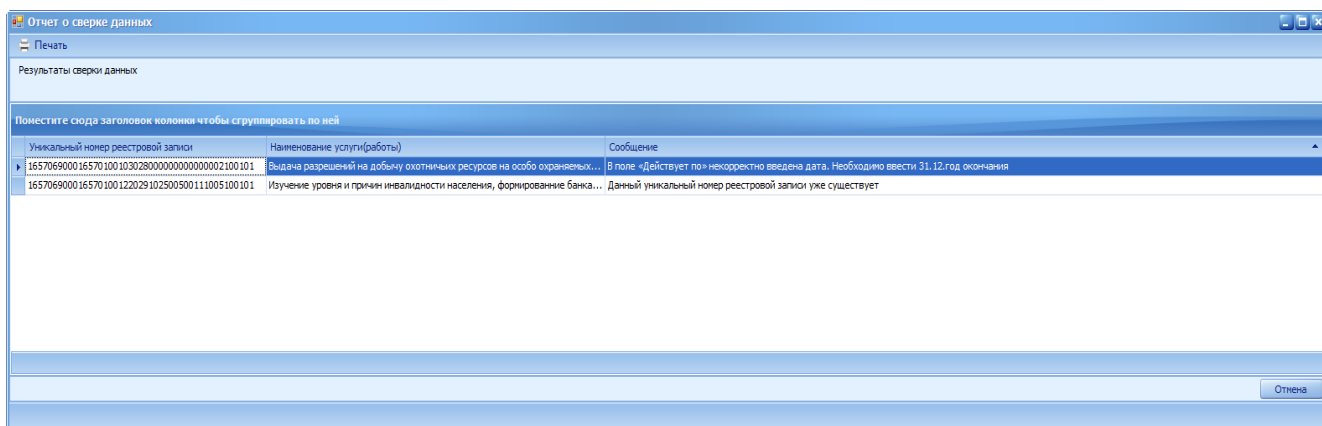 Отчет о сверке данных
Печать
Результаты сверки данных
Поместите сюда заголовок колонки чтобы сгруппировать по ней
Уникальный номер реестровой записи Наименование услуги(работы) Сообщение
Выдача разрешений на добычу охотничьих ресурсов на особо охраняемых... В поле «Действует по» некорректно введена дата. Необходимо ввести 31.12.год окончания
165706900016570100122029102500500111005100101 Изучение уровня и причин инвалидности населения, формированние банка... Данный уникальный номер реестровой записи уже существует
Отмена